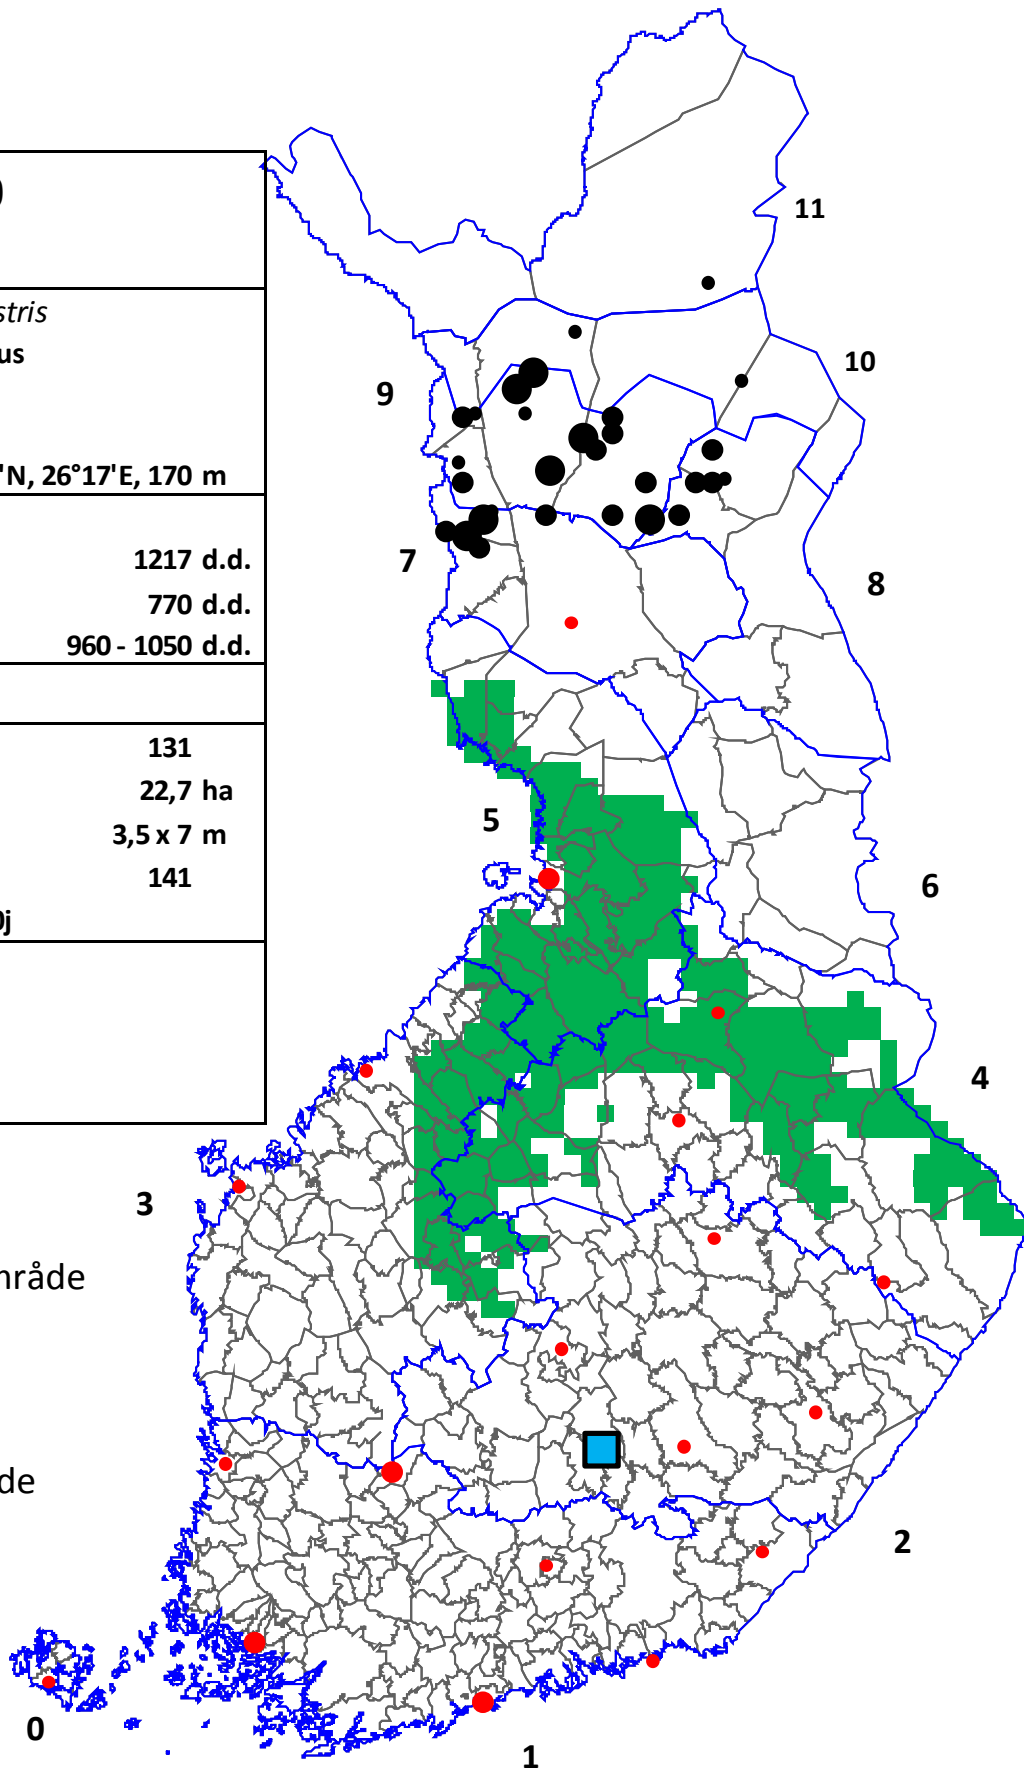 )
stris
us
'N, 26°17'E, 170 m
1217 d.d.
770 d.d.
960 - 1050 d.d.
131
22,7 ha
3,5 x 7 m
141
0j
område
de
11
10
9
8
7
6
5
4
3
2
1
0